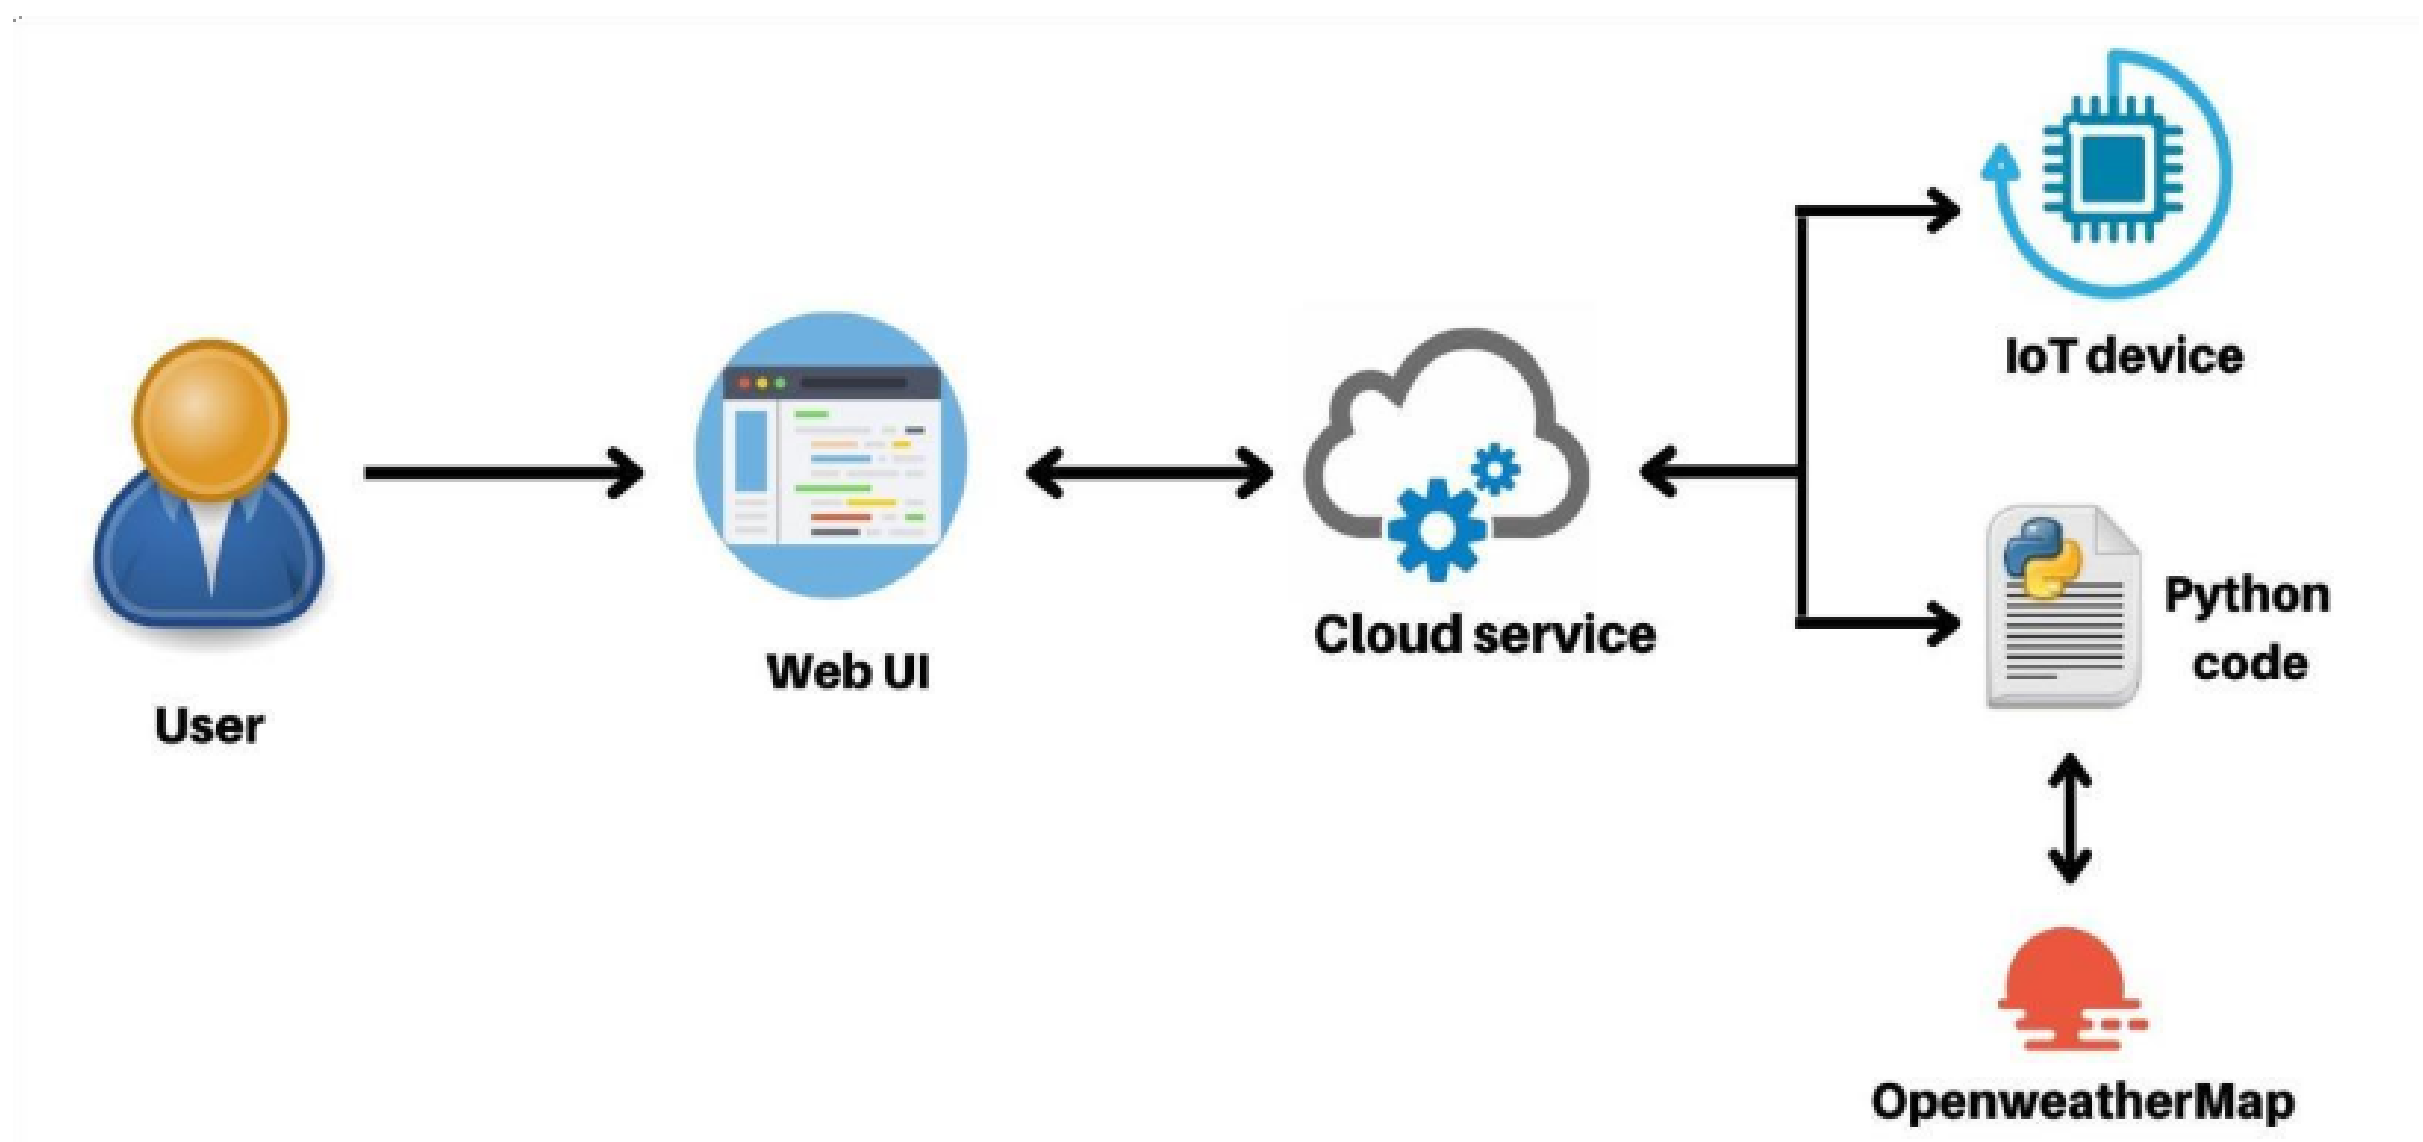 User
Web UI
Cloud service
IoT device
Python
code
OpenweatherMap